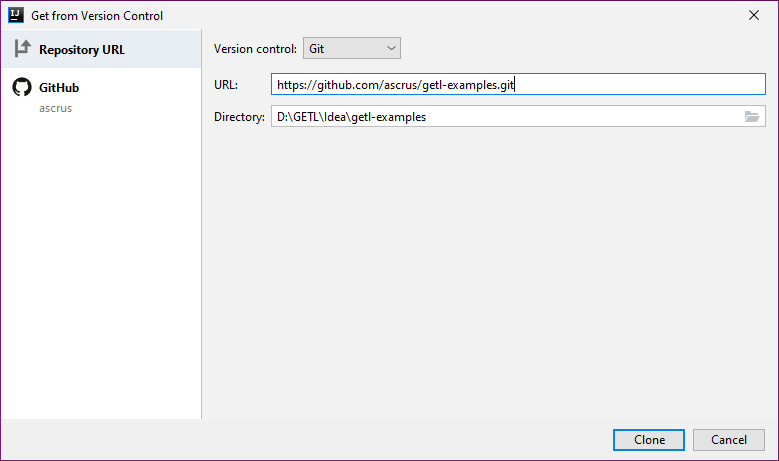 IJ Get from Version Control
Repository URL
GitHub
ascrus
Version control: Git
URL: https://github.com/ascrus/getl-examples.git
Directory: D:\GETL\Idea\getl-examples
Clone Cancel